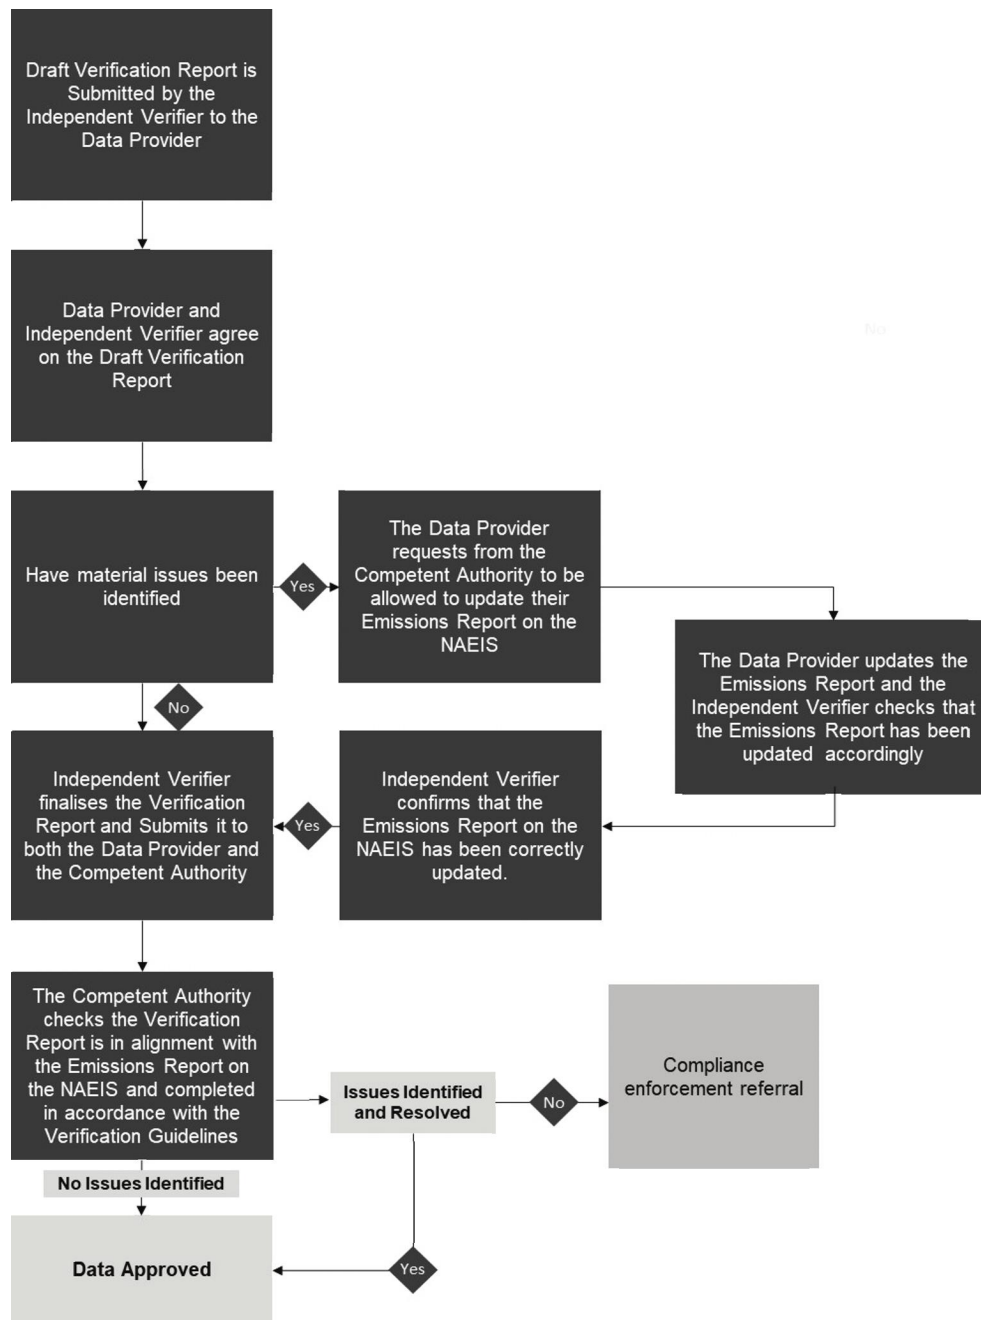 Draft Verification Report is
Submitted by the
Independent Verifier to the
Data Provider
Data Provider and
Independent Verifier agree
on the Draft Verification
Report
No
Have material issues been
identified
Yes
The Data Provider
requests from the
Competent Authority to be
allowed to update their
Emissions Report on the
NAEIS
The Data Provider updates the
Emissions Report and the
Independent Verifier checks that
the Emissions Report has been
updated accordingly
No
Independent Verifier
finalises the Verification
Report and Submits it to
both the Data Provider and
the Competent Authority
Yes
Independent Verifier
confirms that the
Emissions Report on the
NAEIS has been correctly
updated.
The Competent Authority
checks the Verification
Report is in alignment with
the Emissions Report on
the NAEIS and completed
in accordance with the
Verification Guidelines
Issues Identified
and Resolved
No
Compliance
enforcement referral
No Issues Identified
Data Approved
Yes